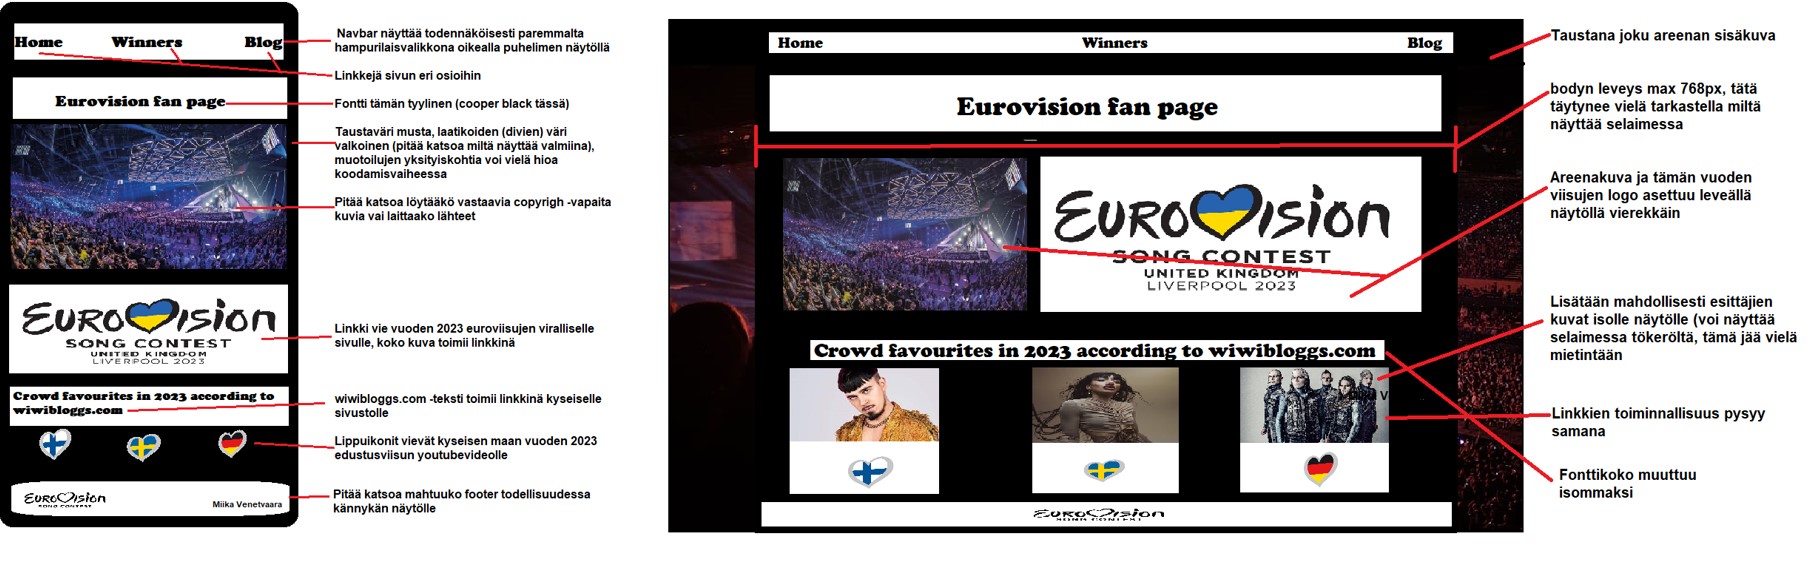 Home Winners Blog
Eurovision fan page
EUROVISION
SONG CONTEST
UNITED KINGDOM
LIVERPOOL 2023
Crowd favourites in 2023 according to
wiwibloggs.com
EUROVISION
SONG CONTEST
Miika Venetvaara
Navbar näyttää todennäköisesti paremmalta
hampurilaisvalikkona oikealla puhelimen näytöllä
Linkkejä sivun eri osioihin
Fontti tämän tyylinen (cooper black tässä)
Taustaväri musta, laatikoiden (divien) väri
valkoinen (pitää katsoa miltä näyttää valmiina),
muotoilujen yksityiskohtia voi vielä hioa
koodamisvaiheessa
Pitää katsoa löytääkö vastaavia copyrigh -vapaita
kuvia vai laittaako lähteet
Linkki vie vuoden 2023 euroviisujen viralliselle
sivulle, koko kuva toimii linkkinä
wiwibloggs.com -teksti toimii linkkinä kyseiselle
sivustolle
Lippuikonit vievät kyseisen maan vuoden 2023
edustusviisun youtubevideolle
Pitää katsoa mahtuuko footer todellisuudessa
kännykän näytölle
Home Winners Blog
Eurovision fan page
EUROVISION
SONG CONTEST
UNITED KINGDOM
LIVERPOOL 2023
Crowd favourites in 2023 according to wiwibloggs.com
EUROVISION
SONG CONTEST
Taustana joku areenan sisäkuva
bodyn leveys max 768px, tätä
täytynee vielä tarkastella miltä
näyttää selaimessa
Areenakuva ja tämän vuoden
viisujen logo asettuu leveällä
näytöllä vierekkäin
Lisätään mahdollisesti esittäjien
kuvat isolle näytölle (voi näyttää
selaimessa tökeröltä, tämä jää vielä
mietintään
Linkkien toiminnallisuus pysyy
samana
Fonttikoko muuttuu
isommaksi